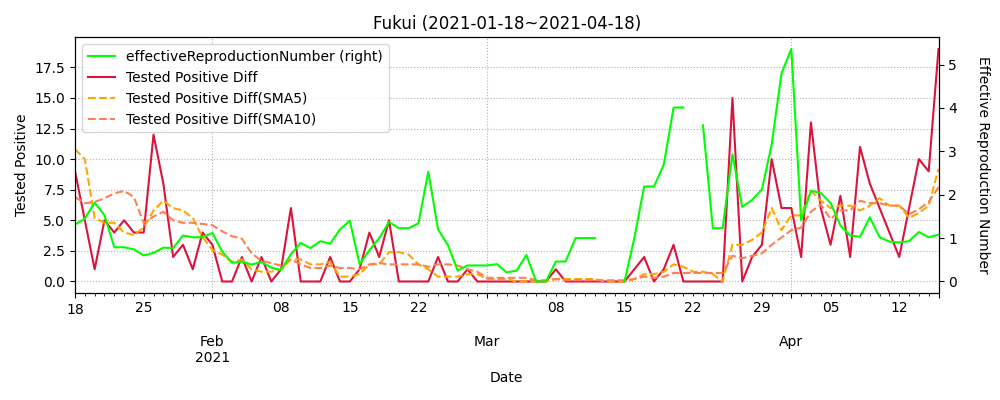 Fukui (2021-01-18~2021-04-18)
effectiveReproductionNumber (right)
Tested Positive Diff
Tested Positive Diff(SMA5)
Tested Positive Diff(SMA10)
Tested Positive
17.5
15.0
12.5
10.0
7.5
5.0
2.5
0.0
5
4
3
2
1
0
Effective Reproduction Number
18 25 08 15 22 08 15 22 29 05 12
Feb Mar Apr
2021
Date